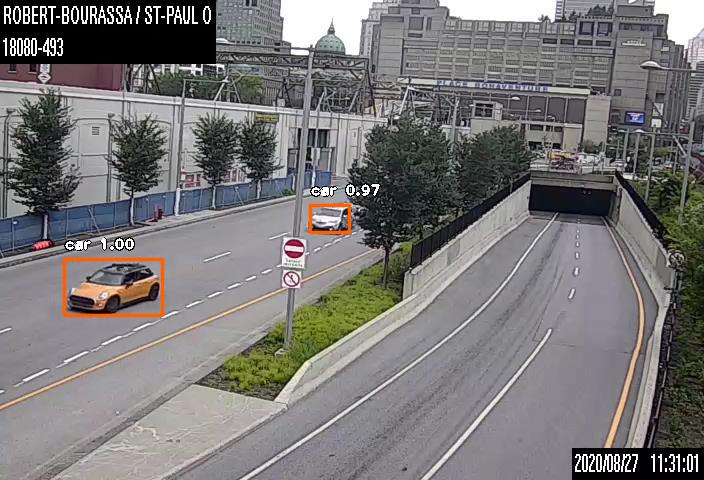 ROBERT-BOURASSA / ST-PAUL O
18080-493
PLACE BONAVENTURE
car 0.97
car 1.00
2020/08/27 11:31:01